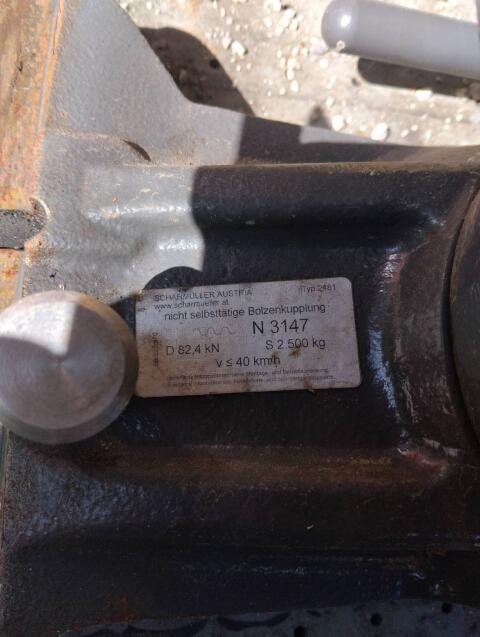 SCHARMÜLLER AUSTRIA Typ 2481
www.scharmueller.at
nicht selbsttätige Bolzenkupplung
N 3147
D 82,4 kN S 2.500 kg
v ≤ 40 km/h